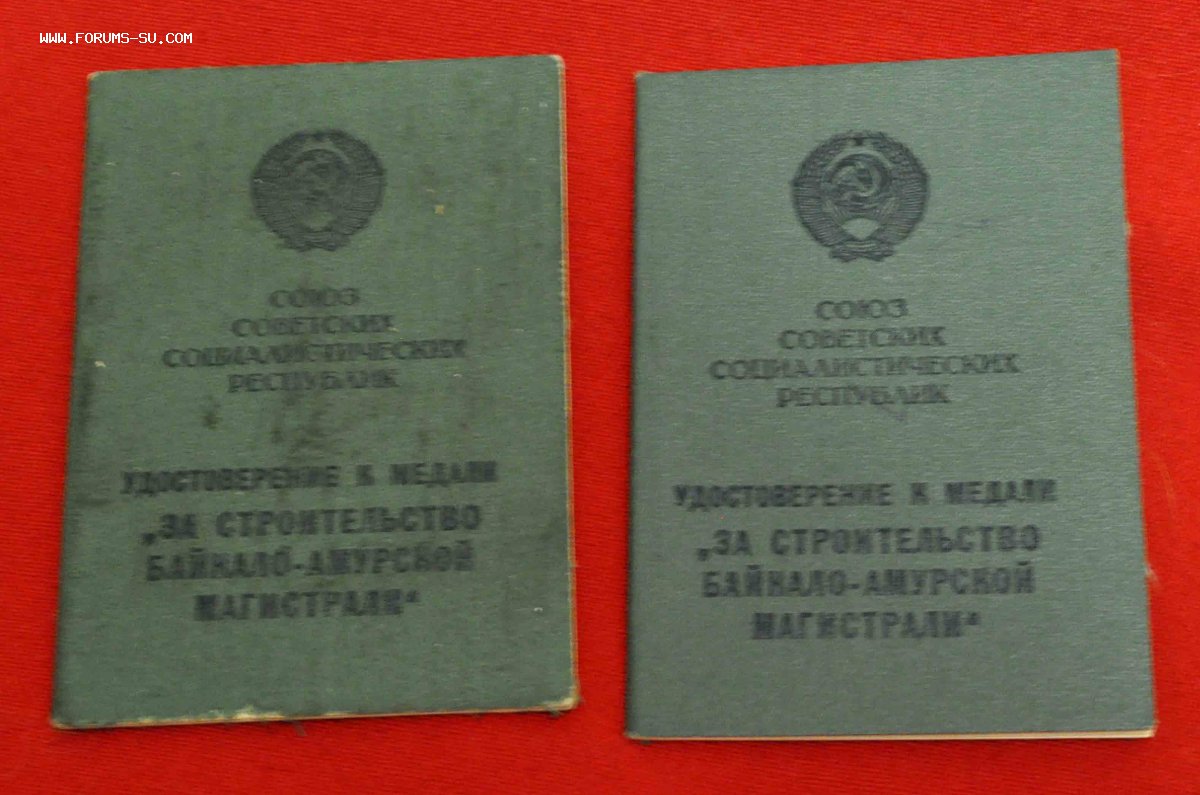 WWW.FORUMS-SU.COM
СОЮЗ
СОВЕТСКИХ
СОЦИАЛИСТИЧЕСКИХ
РЕСПУБЛИК
УДОСТОВЕРЕНИЕ К МЕДАЛИ
„ЗА СТРОИТЕЛЬСТВО
БАЙКАЛО-АМУРСКОЙ
МАГИСТРАЛИ“
СОЮЗ
СОВЕТСКИХ
СОЦИАЛИСТИЧЕСКИХ
РЕСПУБЛИК
УДОСТОВЕРЕНИЕ К МЕДАЛИ
„ЗА СТРОИТЕЛЬСТВО
БАЙКАЛО-АМУРСКОЙ
МАГИСТРАЛИ“